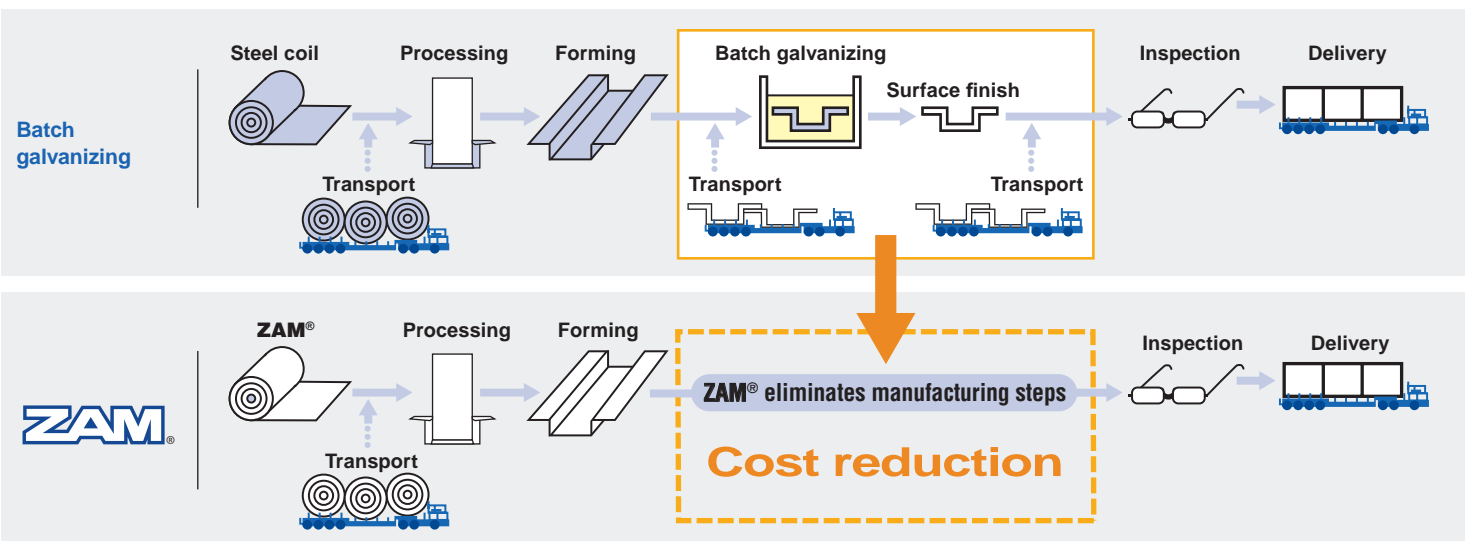 Steel coil
Processing
Forming
Batch galvanizing
Surface finish
Inspection
Delivery
Batch
galvanizing
Transport
Transport
Transport
ZAM®
Processing
Forming
Inspection
Delivery
ZAM®
ZAM® eliminates manufacturing steps
Transport
Cost reduction